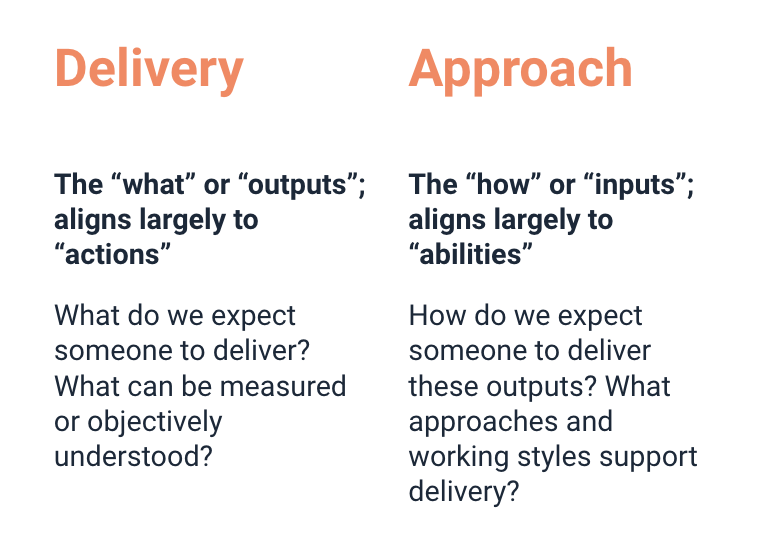 Delivery
The “what” or “outputs”;
aligns largely to
“actions”
What do we expect
someone to deliver?
What can be measured
or objectively
understood?
Approach
The “how” or “inputs”;
aligns largely to
“abilities”
How do we expect
someone to deliver
these outputs? What
approaches and
working styles support
delivery?